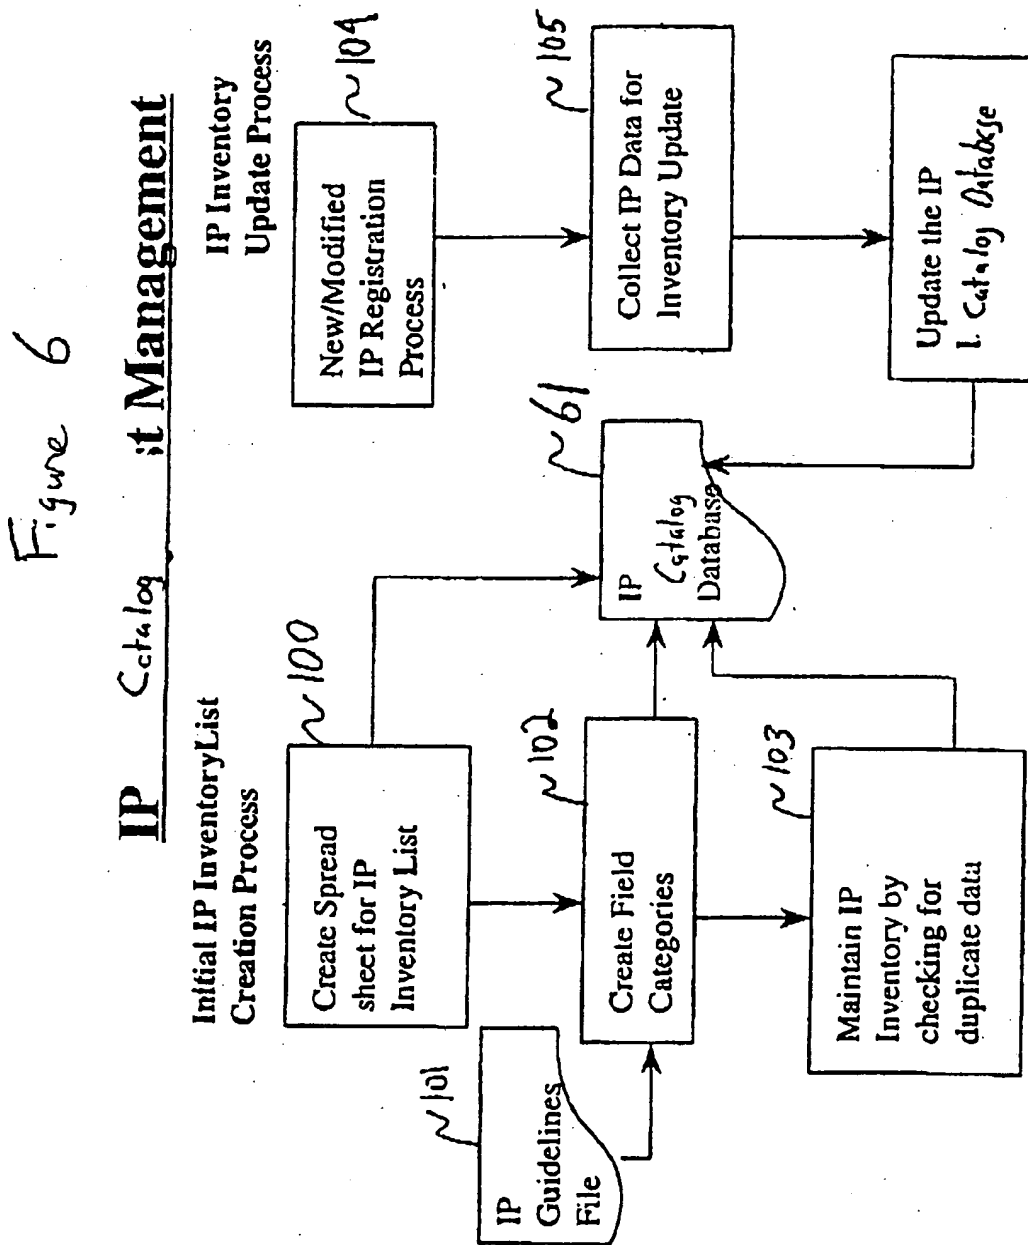 Figure 6
IP Catalog st Management
Initial IP InventoryList
Creation Process
IP Inventory
Update Process
~100
Create Spread
sheet for IP
Inventory List
~101
IP
Guidelines
File
~102
Create Field
Categories
~103
Maintain IP
Inventory by
checking for
duplicate data
~61
IP Catalog
Database
~104
New/Modified
IP Registration
Process
~105
Collect IP Data for
Inventory Update
Update the IP
I. Catalog Database